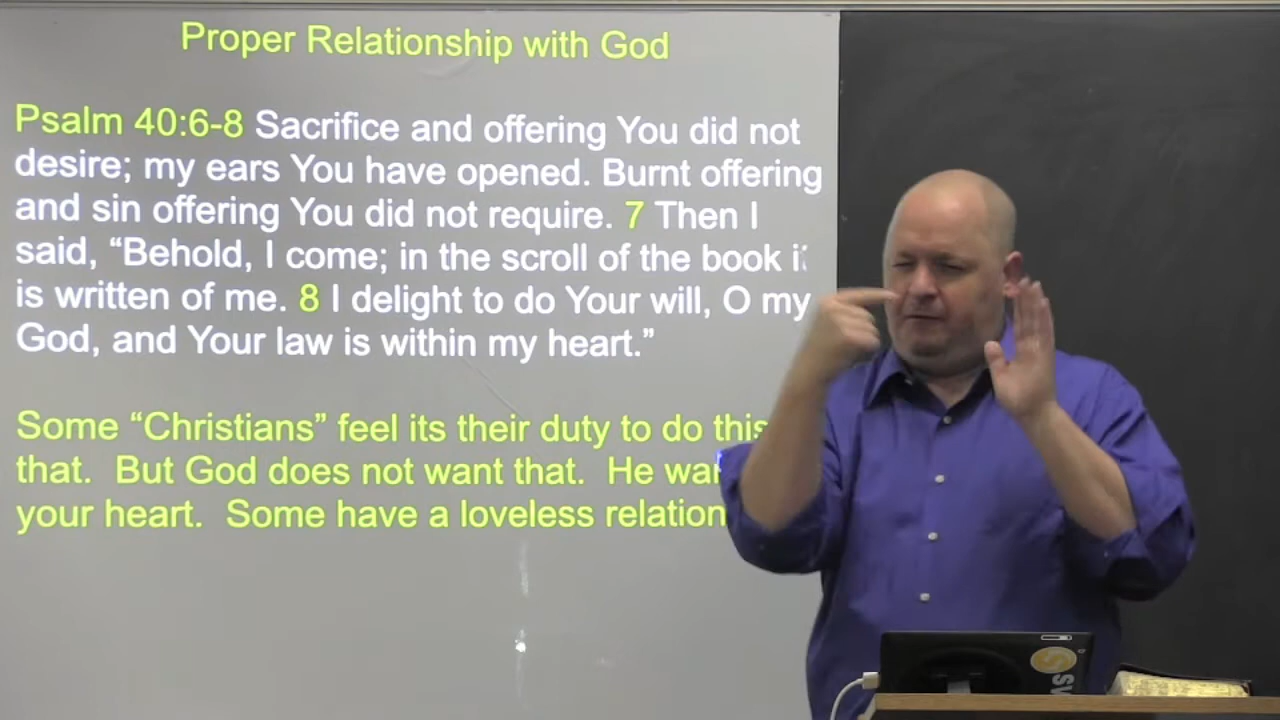 Proper Relationship with God
Psalm 40:6-8 Sacrifice and offering You did not
desire; my ears You have opened. Burnt offering
and sin offering You did not require. 7 Then I
said, “Behold, I come; in the scroll of the book
is written of me. 8 I delight to do Your will, O my
God, and Your law is within my heart.”
Some “Christians” feel its their duty to do this
that. But God does not want that. He
your heart. Some have a loveless